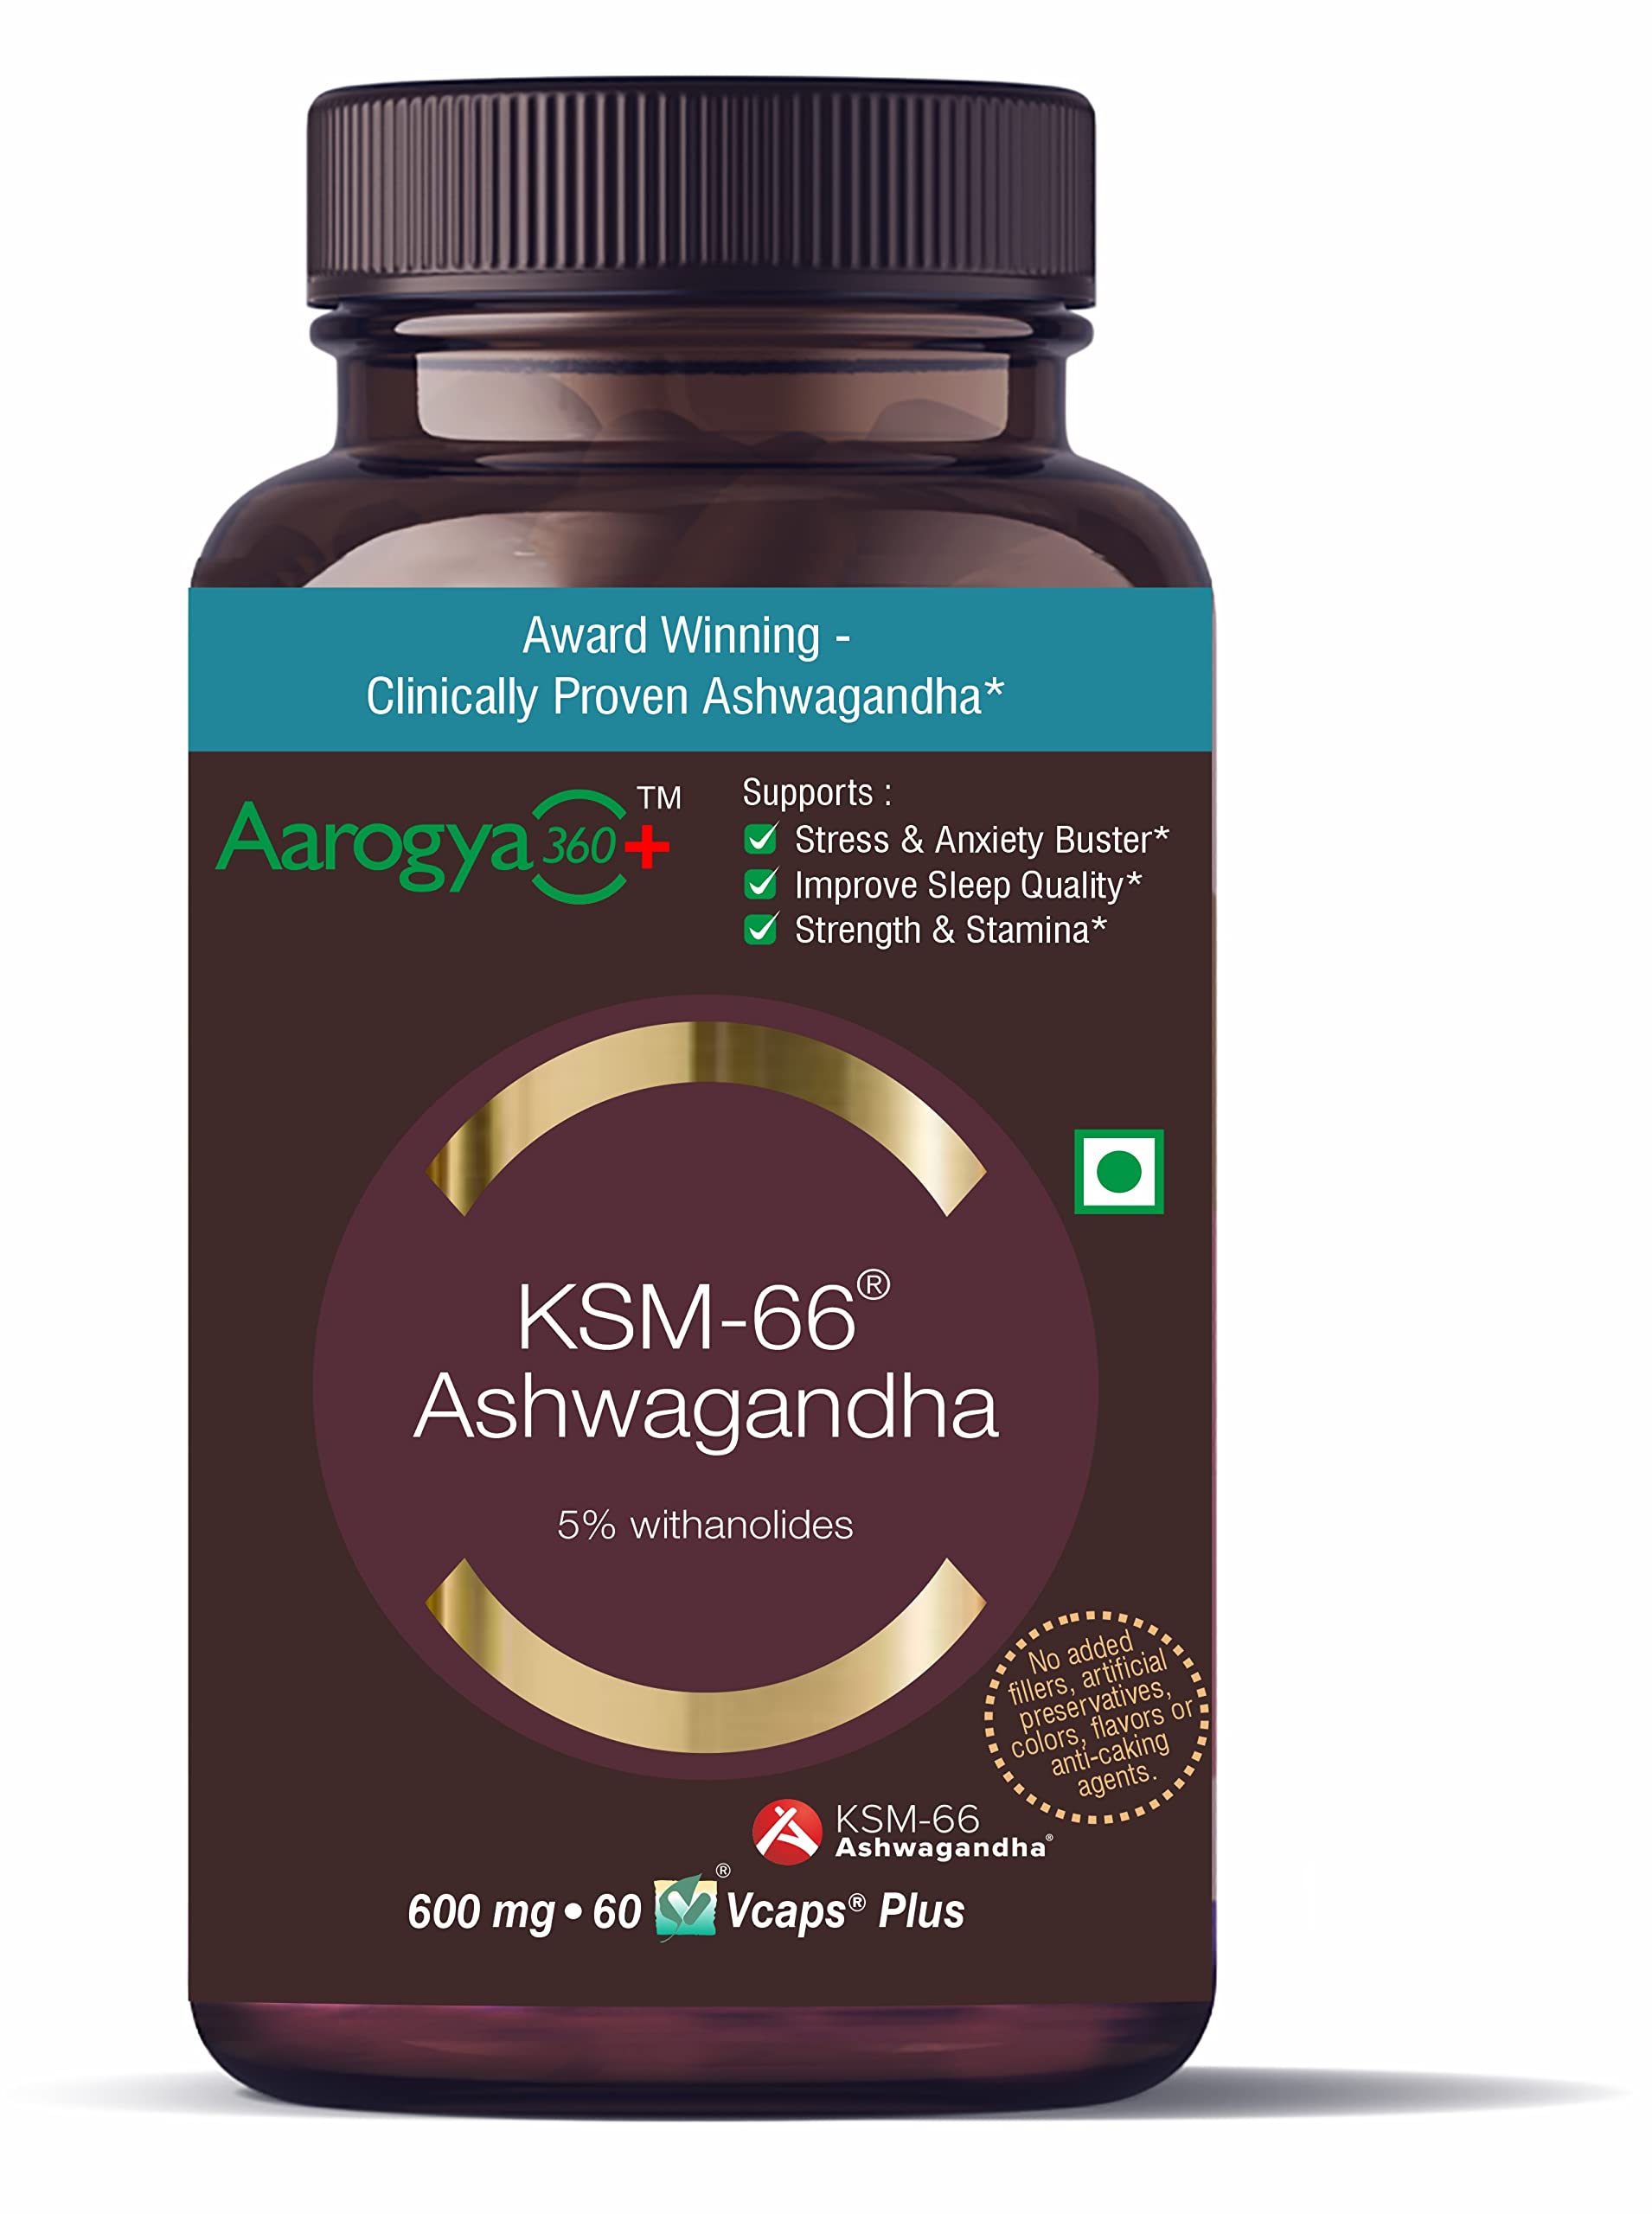 Award Winning -
Clinically Proven Ashwagandha*
Aarogya 360+™
Supports :
Stress & Anxiety Buster*
Improve Sleep Quality*
Strength & Stamina*
KSM-66®
Ashwagandha
5% withanolides
No added
fillers, artificial
preservatives,
colors, flavors or
anti-caking
agents.
KSM-66
Ashwagandha®
600 mg • 60 ® Vcaps® Plus